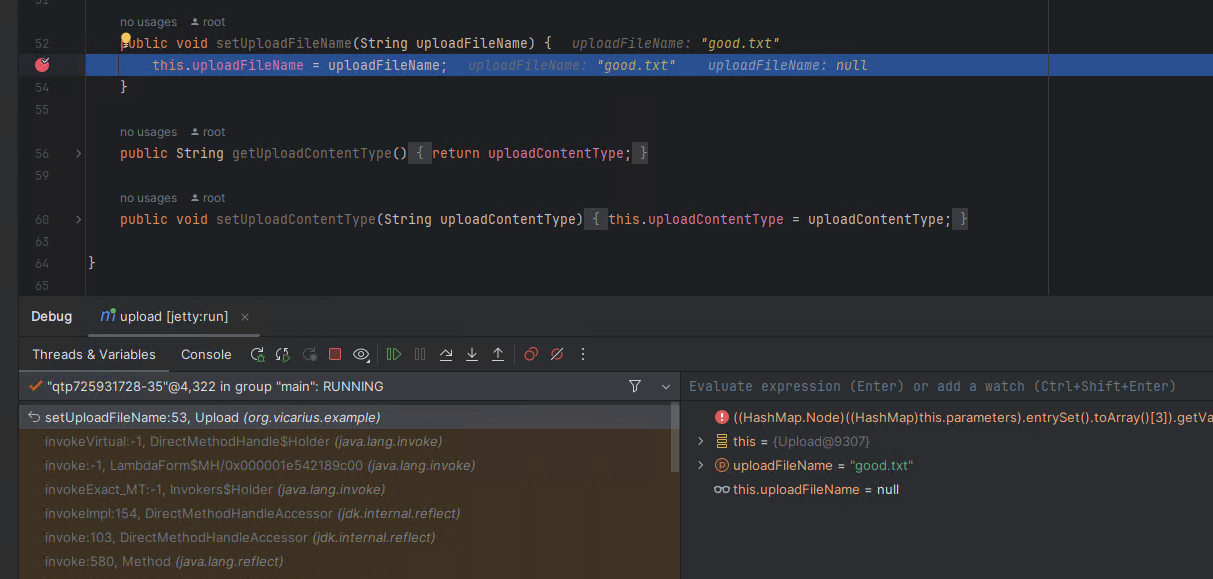 51
no usages root
52 public void setUploadFileName(String uploadFileName) { uploadFileName: "good.txt"
this.uploadFileName = uploadFileName; uploadFileName: "good.txt" uploadFileName: null
54 }
55
no usages root
56 public String getUploadContentType() { return uploadContentType; }
59
no usages root
60 public void setUploadContentType(String uploadContentType) { this.uploadContentType = uploadContentType; }
63
64 }
65
Debug upload [jetty:run]
Threads & Variables Console
"qtp725931728-35"@4,322 in group "main": RUNNING
Evaluate expression (Enter) or add a watch (Ctrl+Shift+Enter)
setUploadFileName:53, Upload (org.vicarius.example)
invokeVirtual:-1, DirectMethodHandle$Holder (java.lang.invoke)
invoke:-1, LambdaForm$MH/0x000001e542189c00 (java.lang.invoke)
invokeExact_MT:-1, Invokers$Holder (java.lang.invoke)
invokeImpl:154, DirectMethodHandleAccessor (jdk.internal.reflect)
invoke:103, DirectMethodHandleAccessor (jdk.internal.reflect)
invoke:580, Method (java.lang.reflect)
((HashMap.Node)((HashMap)this.parameters).entrySet().toArray()[3]).getVa
this = {Upload@9307}
uploadFileName = "good.txt"
this.uploadFileName = null